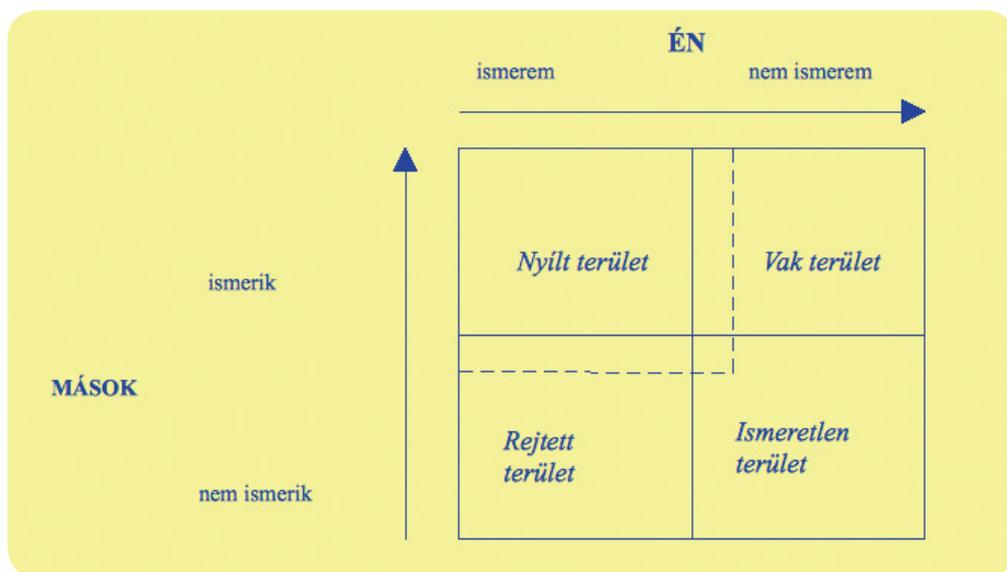 ÉN
ismerem nem ismerem
Nyílt terület Vak terület
ismerik
MÁSOK
Rejtett
terület
Ismeretlen
terület
nem ismerik